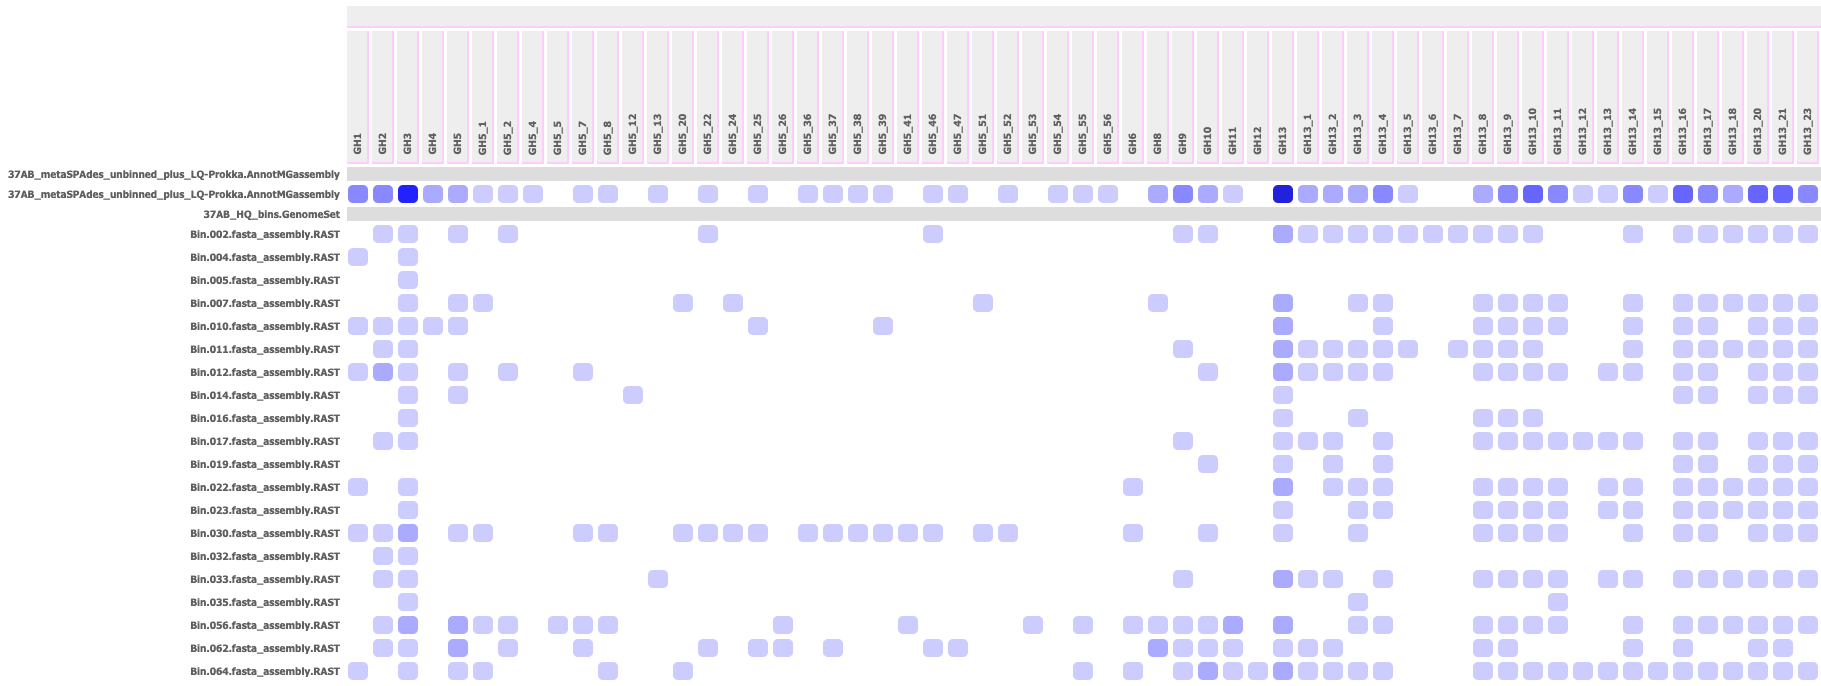 GH1 GH2 GH3 GH4 GH5 GH5_1 GH5_2 GH5_4 GH5_5 GH5_7 GH5_8 GH5_12 GH5_13 GH5_20 GH5_22 GH5_24 GH5_25 GH5_26 GH5_36 GH5_37 GH5_38 GH5_39 GH5_41 GH5_46 GH5_47 GH5_51 GH5_52 GH5_53 GH5_54 GH5_55 GH5_56 GH6 GH8 GH9 GH10 GH11 GH12 GH13 GH13_1 GH13_2 GH13_3 GH13_4 GH13_5 GH13_6 GH13_7 GH13_8 GH13_9 GH13_10 GH13_11 GH13_12 GH13_13 GH13_14 GH13_15 GH13_16 GH13_17 GH13_18 GH13_20 GH13_21 GH13_23
37AB_metaSPAdes_unbinned_plus_LQ-Prokka.AnnotMGassembly
37AB_metaSPAdes_unbinned_plus_LQ-Prokka.AnnotMGassembly
37AB_HQ_bins.GenomeSet
Bin.002.fasta_assembly.RAST
Bin.004.fasta_assembly.RAST
Bin.005.fasta_assembly.RAST
Bin.007.fasta_assembly.RAST
Bin.010.fasta_assembly.RAST
Bin.011.fasta_assembly.RAST
Bin.012.fasta_assembly.RAST
Bin.014.fasta_assembly.RAST
Bin.016.fasta_assembly.RAST
Bin.017.fasta_assembly.RAST
Bin.019.fasta_assembly.RAST
Bin.022.fasta_assembly.RAST
Bin.023.fasta_assembly.RAST
Bin.030.fasta_assembly.RAST
Bin.032.fasta_assembly.RAST
Bin.033.fasta_assembly.RAST
Bin.035.fasta_assembly.RAST
Bin.056.fasta_assembly.RAST
Bin.062.fasta_assembly.RAST
Bin.064.fasta_assembly.RAST